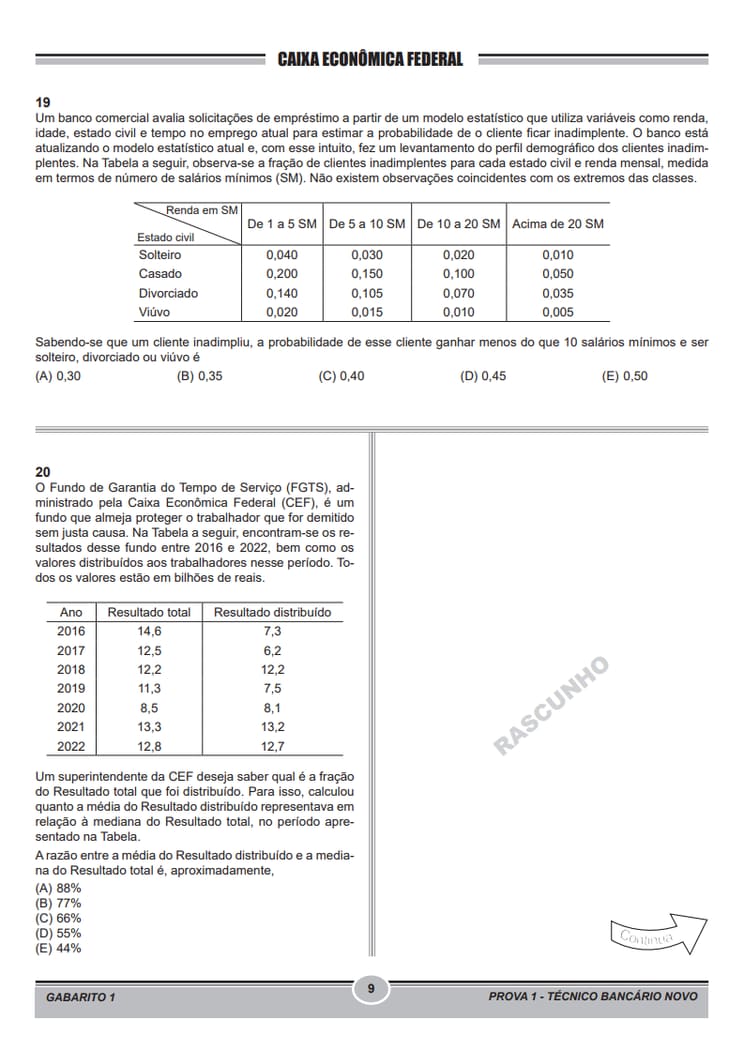 CAIXA ECONÔMICA FEDERAL
19
Um banco comercial avalia solicitações de empréstimo a partir de um modelo estatístico que utiliza variáveis como renda,
idade, estado civil e tempo no emprego atual para estimar a probabilidade de o cliente ficar inadimplente. O banco está
atualizando o modelo estatístico atual e, com esse intuito, fez um levantamento do perfil demográfico dos clientes inadim-
plentes. Na Tabela a seguir, observa-se a fração de clientes inadimplentes para cada estado civil e renda mensal, medida
em termos de número de salários mínimos (SM). Não existem observações coincidentes com os extremos das classes.
Renda em SM
Estado civil
De 1 a 5 SM De 5 a 10 SM De 10 a 20 SM Acima de 20 SM
Solteiro 0,040 0,030 0,020 0,010
Casado 0,200 0,150 0,100 0,050
Divorciado 0,140 0,105 0,070 0,035
Viúvo 0,020 0,015 0,010 0,005
Sabendo-se que um cliente inadimpliu, a probabilidade de esse cliente ganhar menos do que 10 salários mínimos e ser
solteiro, divorciado ou viúvo é
(A) 0,30 (B) 0,35 (C) 0,40 (D) 0,45 (E) 0,50
20
O Fundo de Garantia do Tempo de Serviço (FGTS), ad-
ministrado pela Caixa Econômica Federal (CEF), é um
fundo que almeja proteger o trabalhador que for demitido
sem justa causa. Na Tabela a seguir, encontram-se os re-
sultados desse fundo entre 2016 e 2022, bem como os
valores distribuídos aos trabalhadores nesse período. To-
dos os valores estão em bilhões de reais.
Ano Resultado total Resultado distribuído
2016 14,6 7,3
2017 12,5 6,2
2018 12,2 12,2
2019 11,3 7,5
2020 8,5 8,1
2021 13,3 13,2
2022 12,8 12,7
Um superintendente da CEF deseja saber qual é a fração
do Resultado total que foi distribuído. Para isso, calculou
quanto a média do Resultado distribuído representava em
relação à mediana do Resultado total, no período apre-
sentado na Tabela.
A razão entre a média do Resultado distribuído e a media-
na do Resultado total é, aproximadamente,
(A) 88%
(B) 77%
(C) 66%
(D) 55%
(E) 44%
RASCUNHO
Continua
GABARITO 1
9
PROVA 1 - TÉCNICO BANCÁRIO NOVO